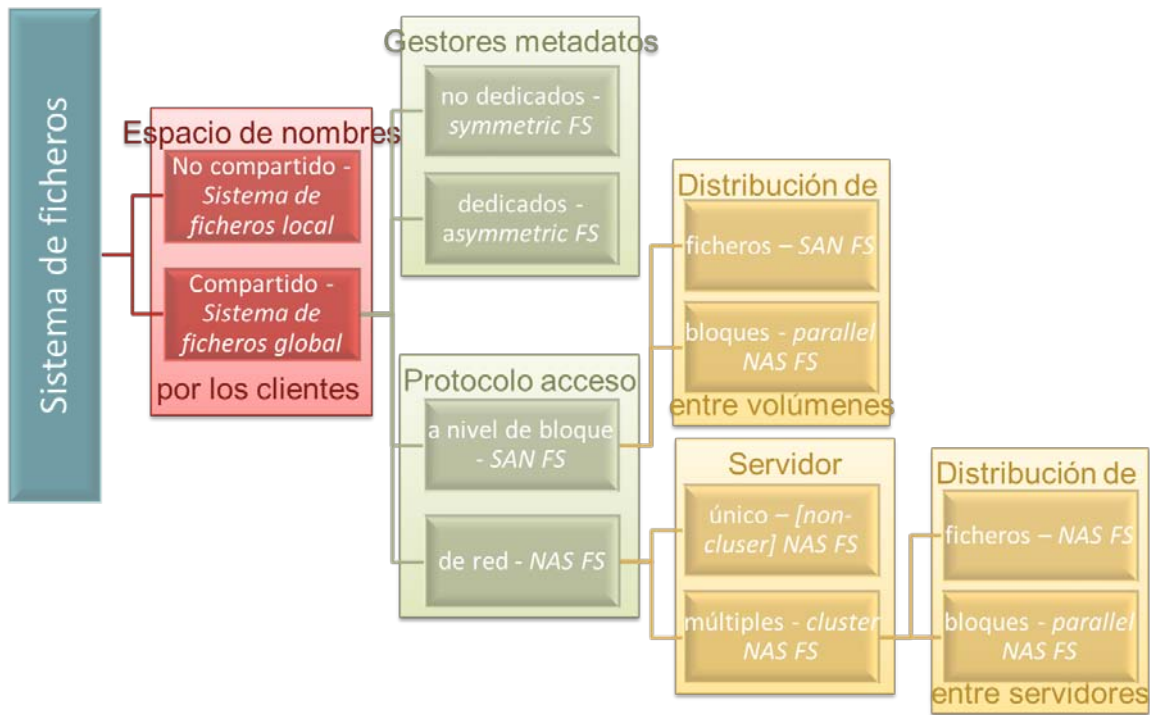 Sistema de ficheros
Espacio de nombres
No compartido -
Sistema de
ficheros local
Compartido -
Sistema de
ficheros global
por los clientes
Gestores metadatos
no dedicados -
symmetric FS
dedicados -
asymmetric FS
Protocolo acceso
a nivel de bloque
- SAN FS
de red - NAS FS
Distribución de
ficheros – SAN FS
bloques - parallel
NAS FS
entre volúmenes
Servidor
único – [non-
cluser] NAS FS
múltiples - cluster
NAS FS
Distribución de
ficheros – NAS FS
bloques - parallel
NAS FS
entre servidores